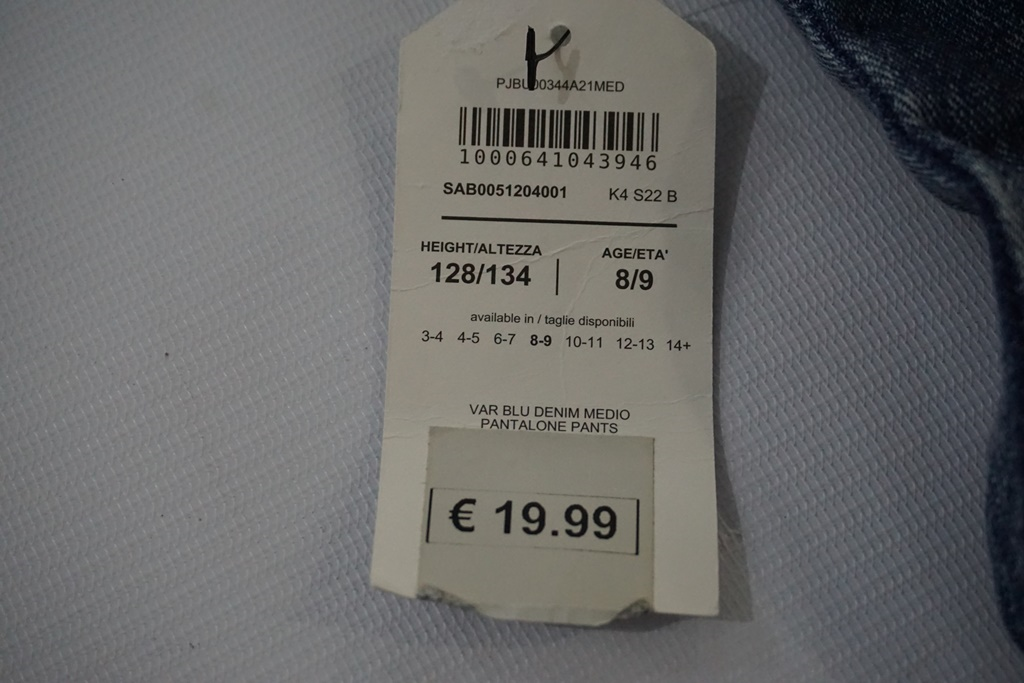 PJBU00344A21MED
1000641043946
SAB0051204001 K4 S22 B
HEIGHT/ALTEZZA AGE/ETA'
128/134 8/9
available in / taglie disponibili
3-4 4-5 6-7 8-9 10-11 12-13 14+
VAR BLU DENIM MEDIO
PANTALONE PANTS
€ 19.99